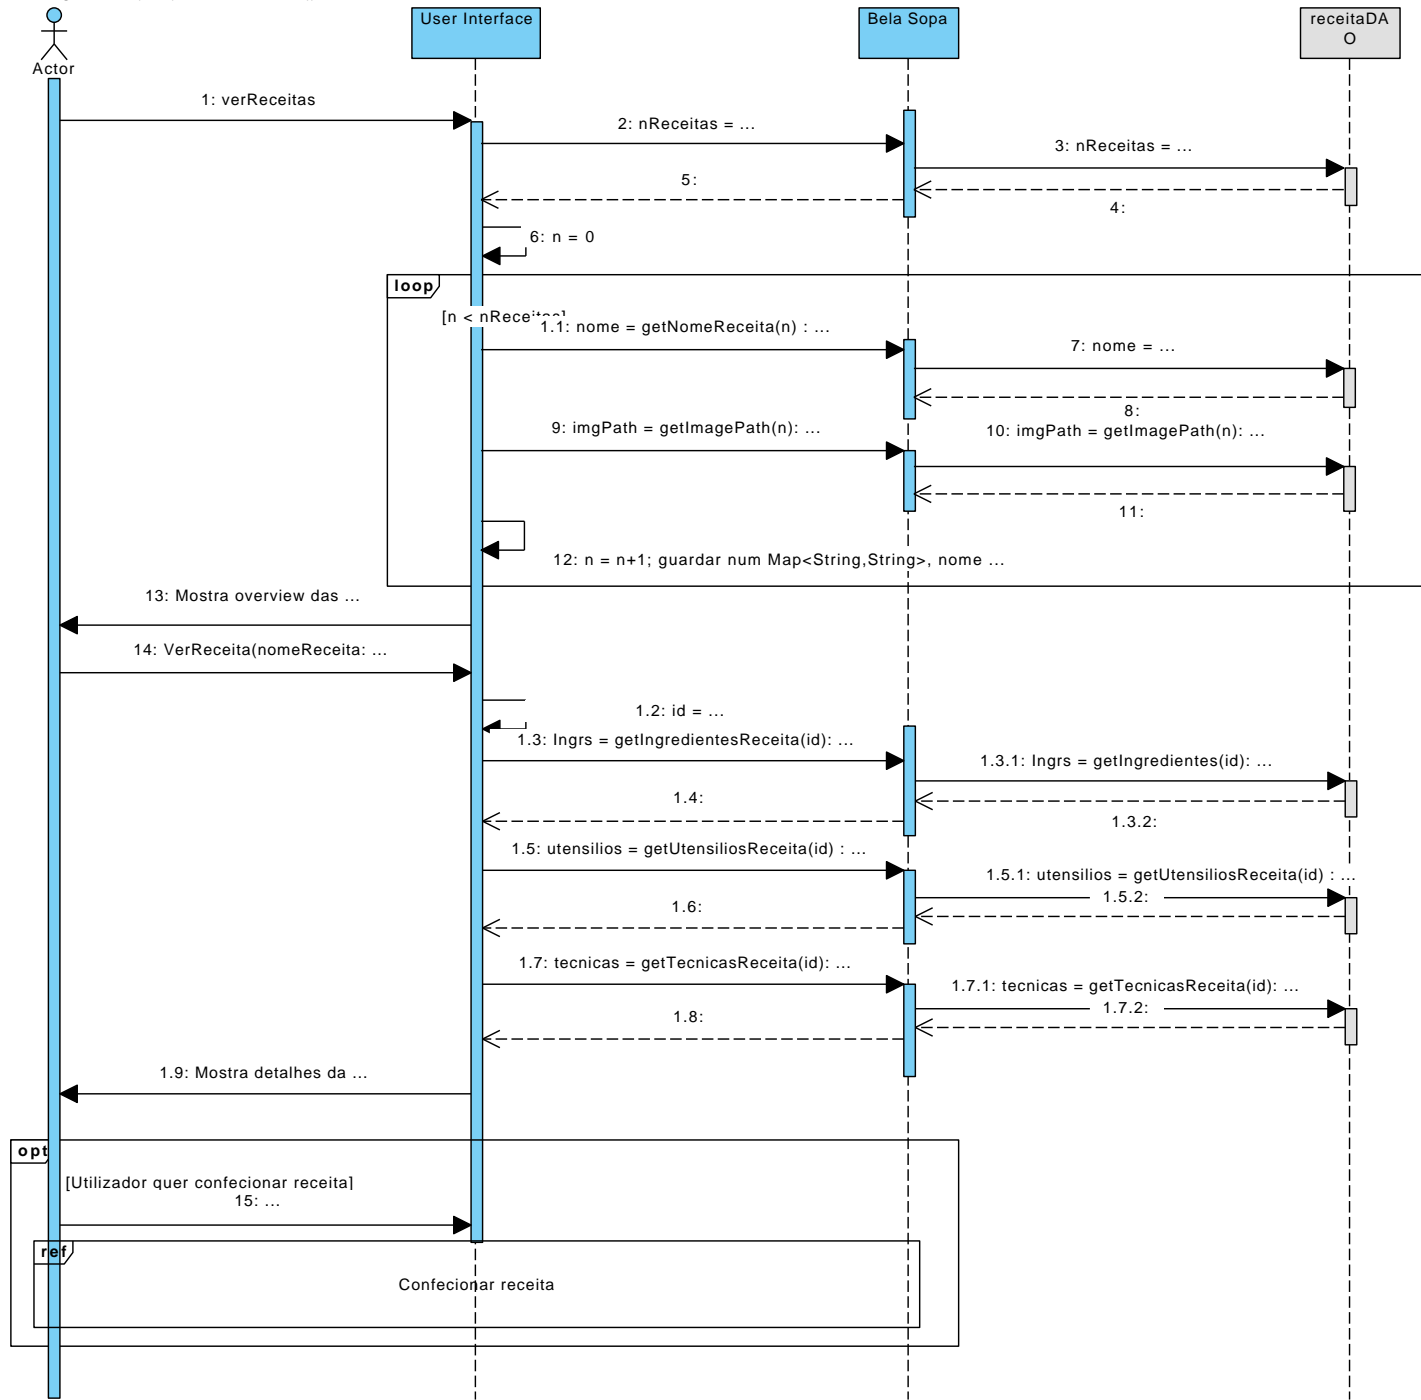 User Interface
Bela Sopa
receitaDA
O
Actor
1: verReceitas
2: nReceitas = ...
3: nReceitas = ...
4:
5:
6: n = 0
loop
[n < nReceitas]
1.1: nome = getNomeReceita(n) : ...
7: nome = ...
8:
9: imgPath = getImagePath(n): ...
10: imgPath = getImagePath(n): ...
11:
12: n = n+1; guardar num Map<String,String>, nome ...
13: Mostra overview das ...
14: VerReceita(nomeReceita: ...
1.2: id = ...
1.3: Ingrs = getIngredientesReceita(id): ...
1.3.1: Ingrs = getIngredientes(id): ...
1.4:
1.3.2:
1.5: utensilios = getUtensiliosReceita(id) : ...
1.5.1: utensilios = getUtensiliosReceita(id) : ...
1.5.2:
1.6:
1.7: tecnicas = getTecnicasReceita(id): ...
1.7.1: tecnicas = getTecnicasReceita(id): ...
1.7.2:
1.8:
1.9: Mostra detalhes da ...
opt
[Utilizador quer confecionar receita]
15: ...
ref
Confecionar receita